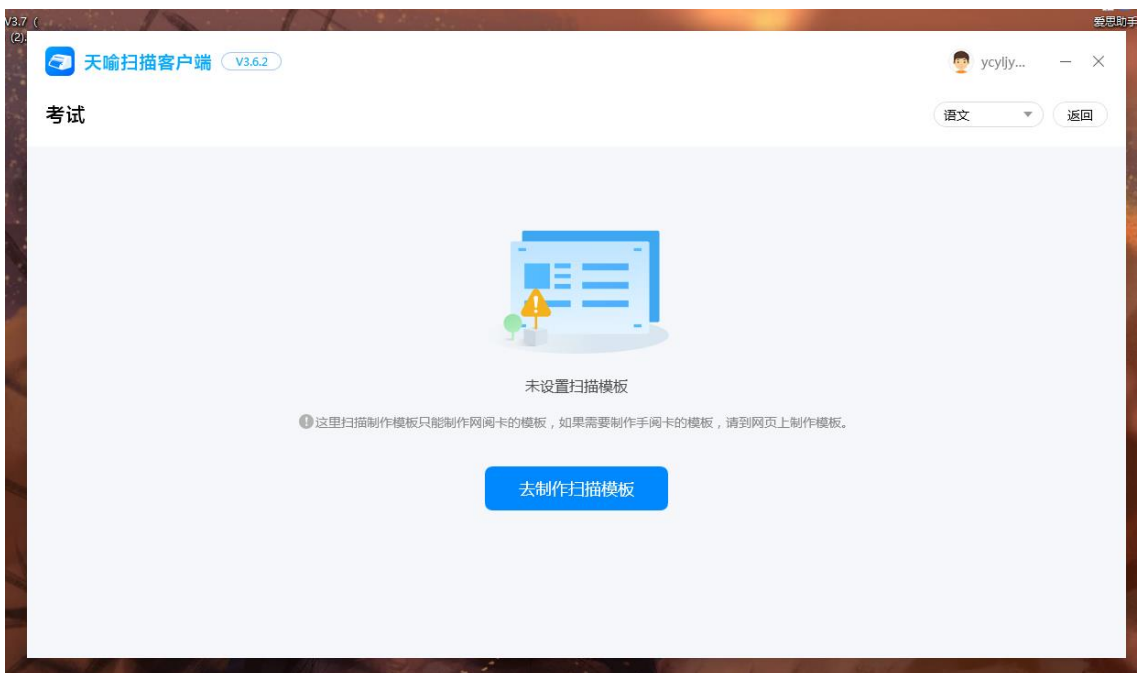 V3.7 (
(2).
爱思助手
天喻扫描客户端 V3.6.2
ycyljy...
考试
语文
返回
未设置扫描模板
这里扫描制作模板只能制作网阅卡的模板，如果需要制作手阅卡的模板，请到网页上制作模板。
去制作扫描模板